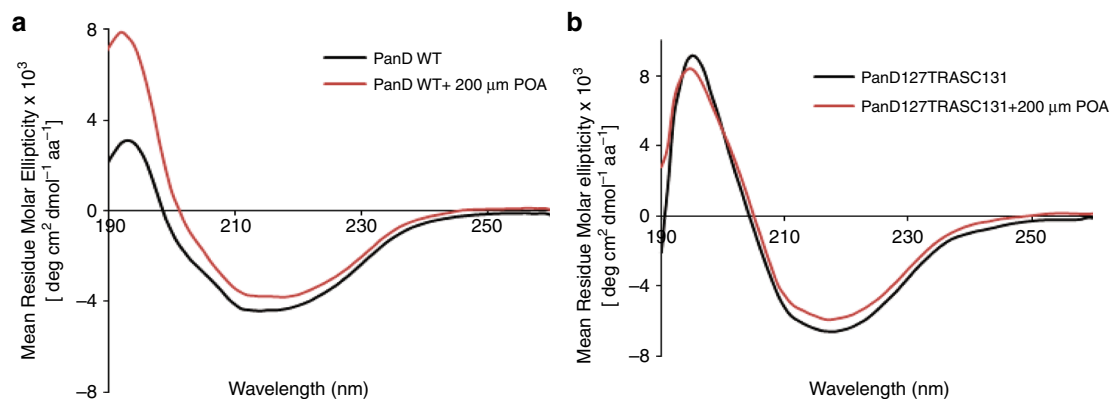 a
Mean Residue Molar Ellipticity x 10³
[ deg cm² dmol⁻¹ aa⁻¹]
8
4
0
−4
−8
190
210
230
250
Wavelength (nm)
PanD WT
PanD WT+ 200 μm POA
b
Mean Residue Molar ellipticity × 10³
[ deg cm² dmol⁻¹ aa⁻¹]
8
4
0
−4
−8
190
210
230
250
Wavelength (nm)
PanD127TRASC131
PanD127TRASC131+200 μm POA